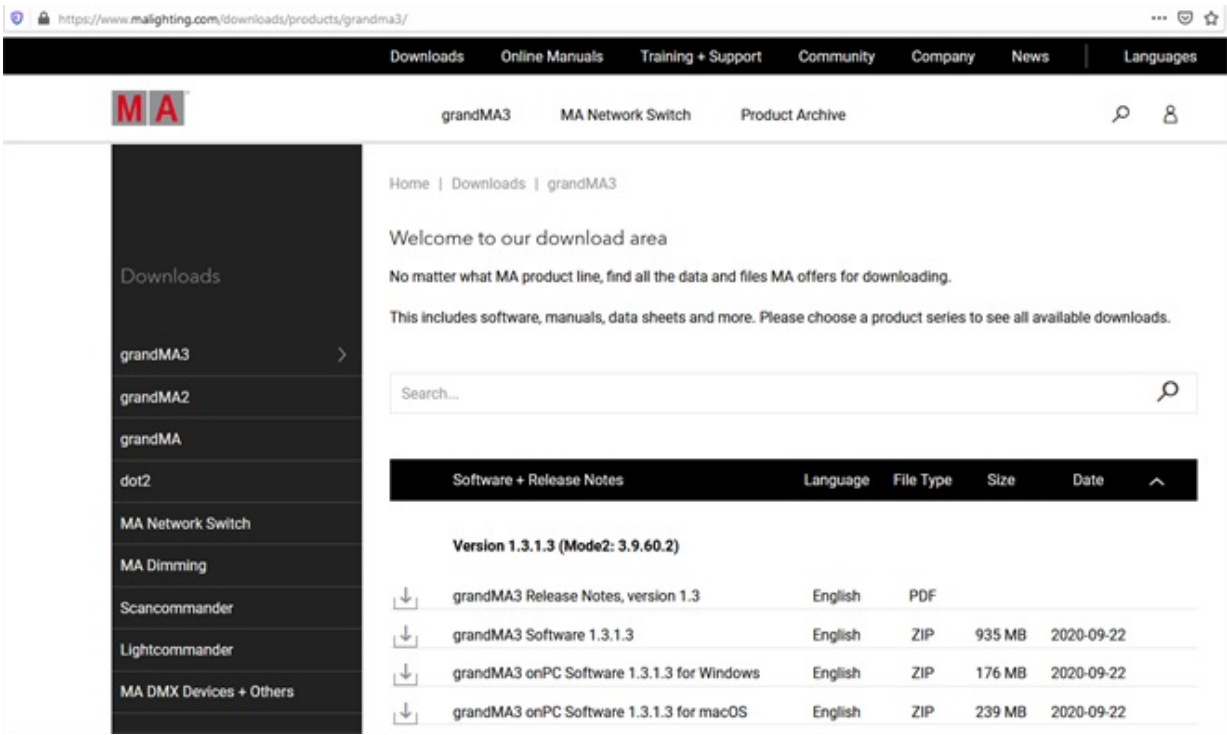 https://www.malighting.com/downloads/products/grandma3/
Downloads Online Manuals Training + Support Community Company News Languages
MA
grandMA3 MA Network Switch Product Archive
Home | Downloads | grandMA3
Welcome to our download area
No matter what MA product line, find all the data and files MA offers for downloading.
This includes software, manuals, data sheets and more. Please choose a product series to see all available downloads.
Downloads
grandMA3
grandMA2
grandMA
dot2
MA Network Switch
MA Dimming
Scancommander
Lightcommander
MA DMX Devices + Others
Search...
Software + Release Notes Language File Type Size Date
Version 1.3.1.3 (Mode2: 3.9.60.2)
grandMA3 Release Notes, version 1.3 English PDF
grandMA3 Software 1.3.1.3 English ZIP 935 MB 2020-09-22
grandMA3 onPC Software 1.3.1.3 for Windows English ZIP 176 MB 2020-09-22
grandMA3 onPC Software 1.3.1.3 for macOS English ZIP 239 MB 2020-09-22